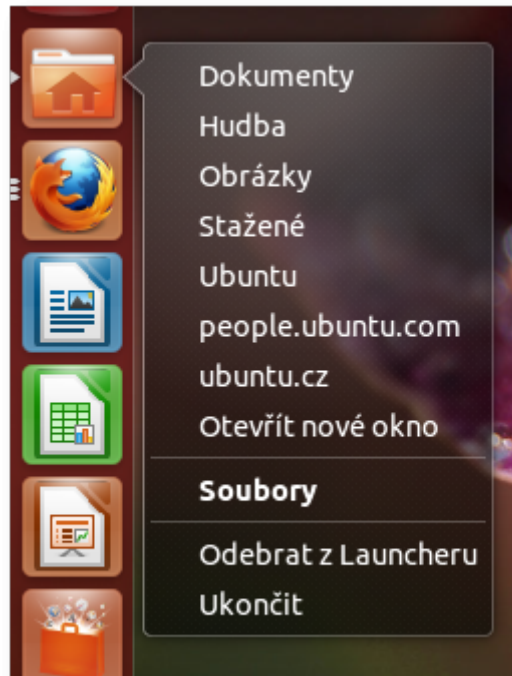 Dokumenty
Hudba
Obrázky
Stažené
Ubuntu
people.ubuntu.com
ubuntu.cz
Otevřít nové okno
Soubory
Odebrat z Launcheru
Ukončit